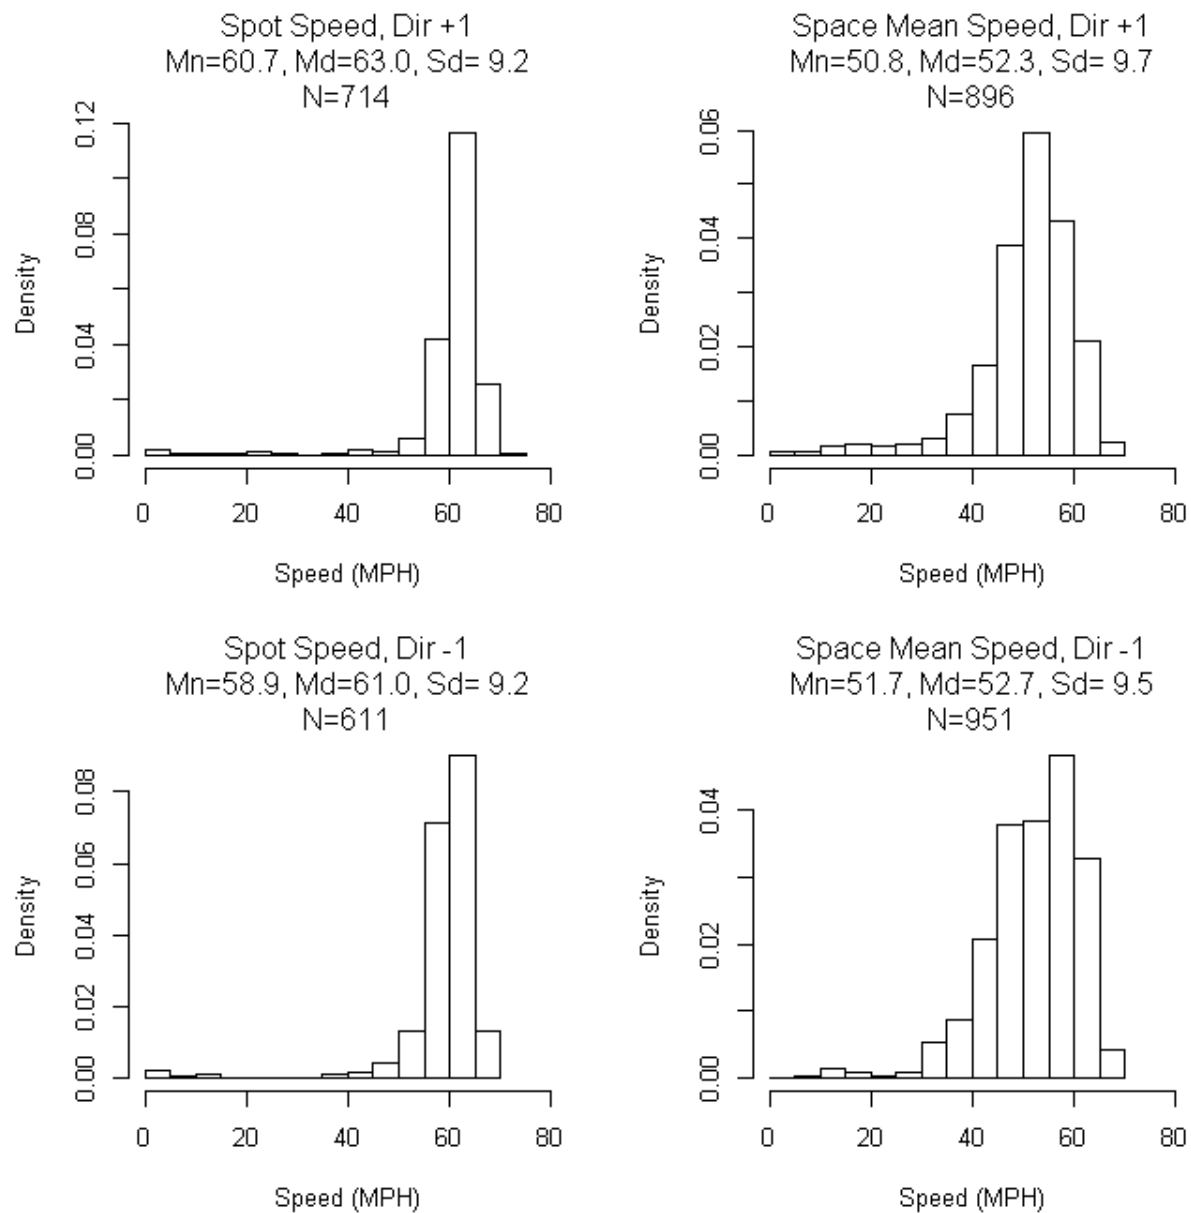 Spot Speed, Dir +1
Mn=60.7, Md=63.0, Sd= 9.2
N=714
Density
0.00 0.04 0.08 0.12
0 20 40 60 80
Speed (MPH)
Space Mean Speed, Dir +1
Mn=50.8, Md=52.3, Sd= 9.7
N=896
Density
0.00 0.02 0.04 0.06
0 20 40 60 80
Speed (MPH)
Spot Speed, Dir -1
Mn=58.9, Md=61.0, Sd= 9.2
N=611
Density
0.00 0.02 0.04 0.06 0.08
0 20 40 60 80
Speed (MPH)
Space Mean Speed, Dir -1
Mn=51.7, Md=52.7, Sd= 9.5
N=951
Density
0.00 0.02 0.04
0 20 40 60 80
Speed (MPH)